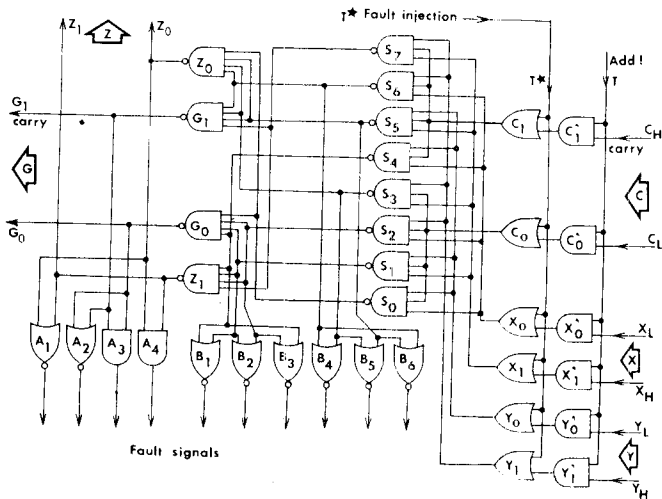 Z1 Z Z0
T★ Fault injection
Add!
T★ T
Z0
S7
S6
G1
carry
G1
S5
C1
C1*
CH
carry
S4
G
S3
C
G0
G0
S2
C0
C0*
CL
Z1
S1
S0
A1 A2 A3 A4
B1 B2 B3 B4 B5 B6
X0
X0*
XL
X1
X1*
X
XH
Y0
Y0*
YL
Y
Y1
Y1*
YH
Fault signals